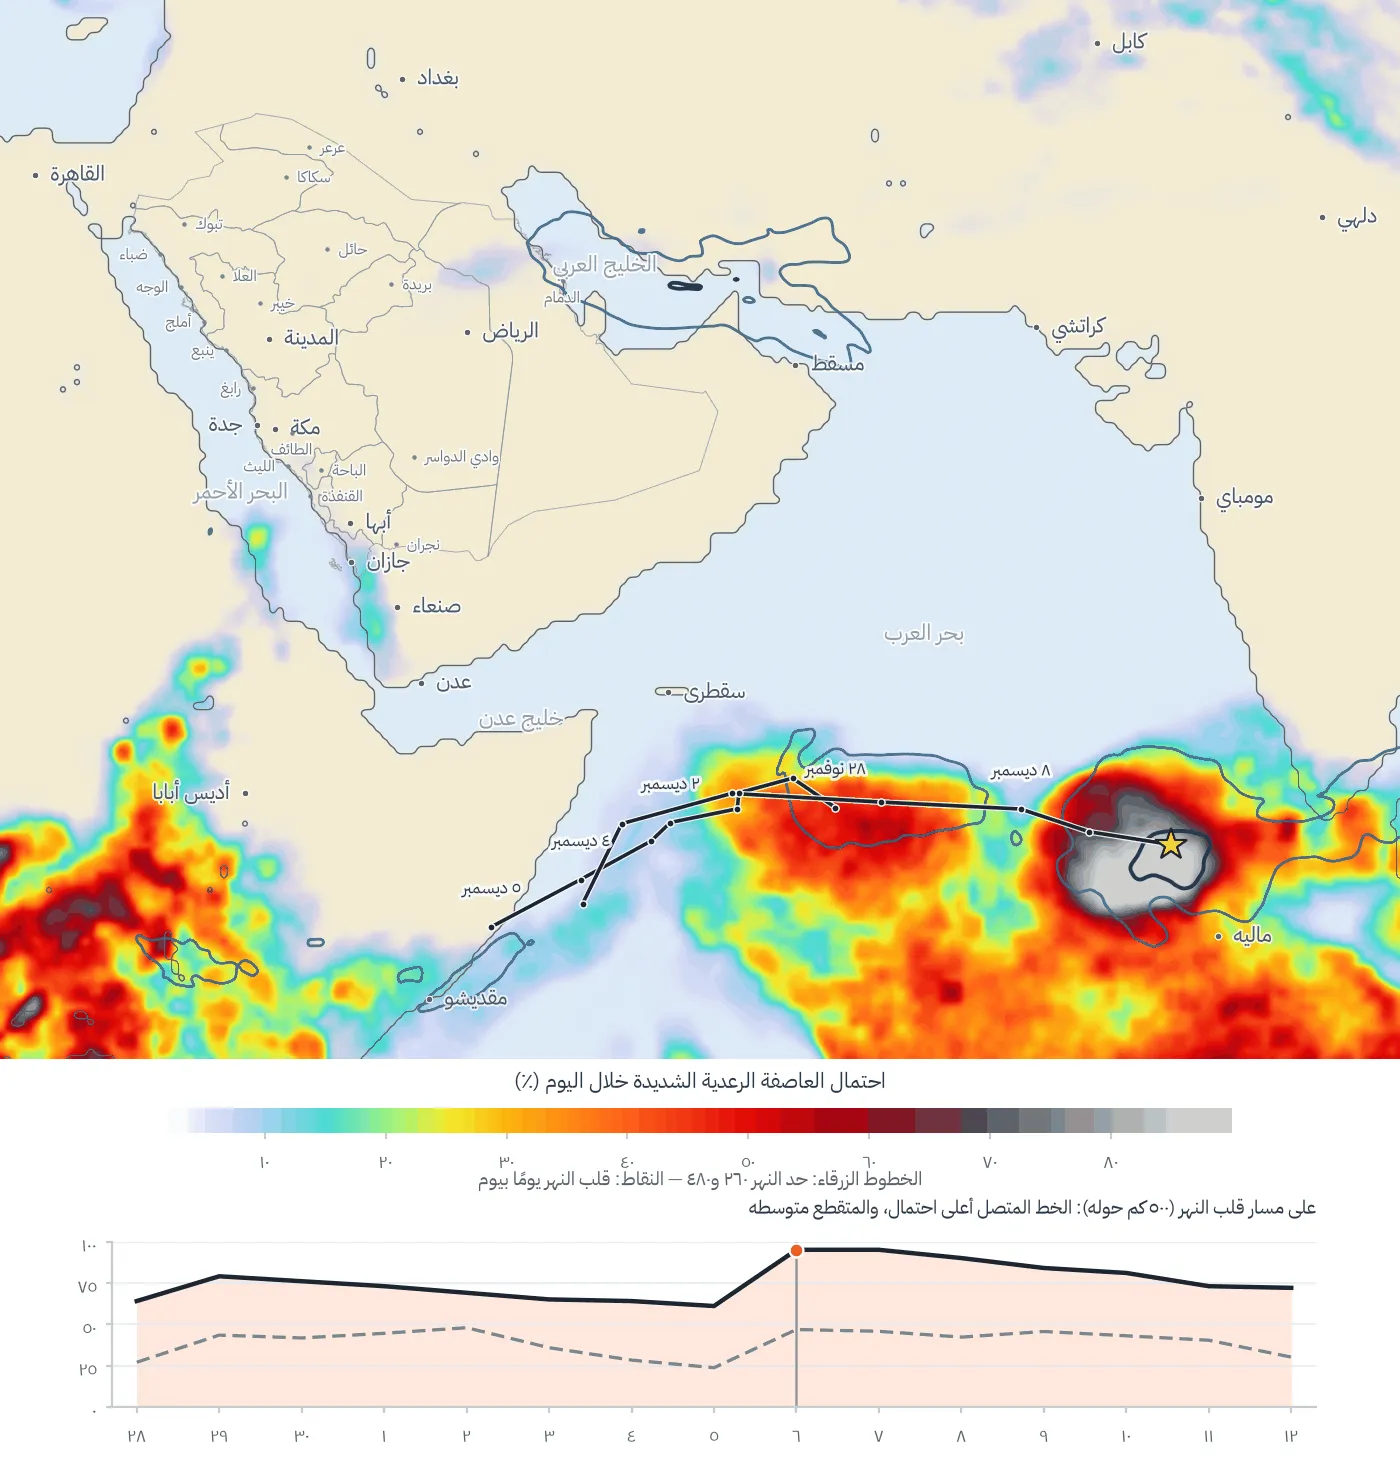 كابل
بغداد
القاهرة
عرعر
سكاكا
دلهي
تبوك
ضباء
حائل
الخليج العربي
العلا
بريدة
الوجه
خيبر
الدمام
أملج
المدينة
الرياض
كراتشي
ينبع
مسقط
رابغ
جدة
مكة
الطائف
وادي الدواسر
الليث
الباحة
البحر الأحمر
القنفذة
مومباي
أبها
نجران
جازان
صنعاء
بحر العرب
عدن
سقطرى
خليج عدن
٢٨ نوفمبر
٨ ديسمبر
٢ ديسمبر
أديس أبابا
٤ ديسمبر
٥ ديسمبر
ماليه
مقديشو
احتمال العاصفة الرعدية الشديدة خلال اليوم (٪)
١٠ ٢٠ ٣٠ ٤٠ ٥٠ ٦٠ ٧٠ ٨٠
الخطوط الزرقاء: حد النهر ٢٦٠ و٤٨٠ — النقاط: قلب النهر يومًا بيوم
على مسار قلب النهر (٥٠٠ كم حوله): الخط المتصل أعلى احتمال، والمتقطع متوسطه
١٠٠
٧٥
٥٠
٢٥
٠
٢٨ ٢٩ ٣٠ ١ ٢ ٣ ٤ ٥ ٦ ٧ ٨ ٩ ١٠ ١١ ١٢